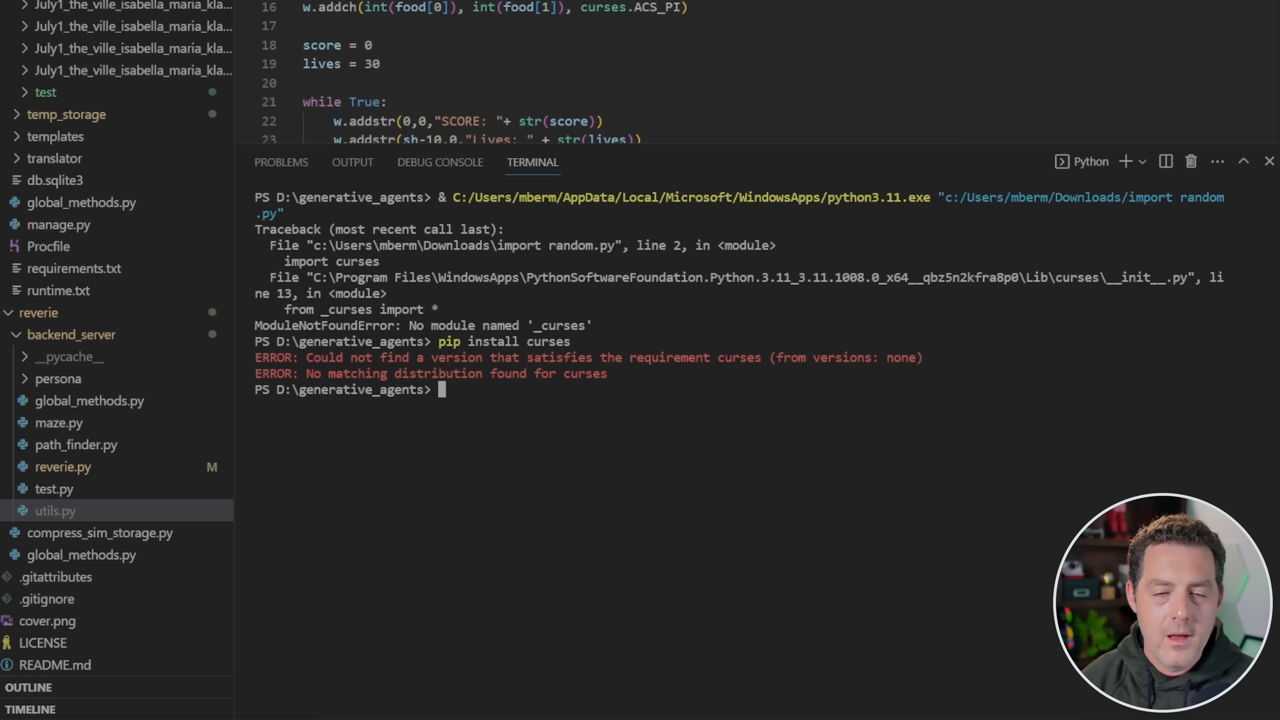 July1_the_ville_isabella_maria_kla...
July1_the_ville_isabella_maria_kla...
July1_the_ville_isabella_maria_kla...
July1_the_ville_isabella_maria_kla...
test
temp_storage
templates
translator
db.sqlite3
global_methods.py
manage.py
Procfile
requirements.txt
runtime.txt
reverie
backend_server
__pycache__
persona
global_methods.py
maze.py
path_finder.py
reverie.py M
test.py
utils.py
compress_sim_storage.py
global_methods.py
.gitattributes
.gitignore
cover.png
LICENSE
README.md
OUTLINE
TIMELINE
16 w.addch(int(food[0]), int(food[1]), curses.ACS_PI)
17
18 score = 0
19 lives = 30
20
21 while True:
22 w.addstr(0,0,"SCORE: "+ str(score))
23 w.addstr(sh-10,0,"Lives: " + str(lives))
PROBLEMS OUTPUT DEBUG CONSOLE TERMINAL Python
PS D:\generative_agents> & C:/Users/mberm/AppData/Local/Microsoft/WindowsApps/python3.11.exe "c:/Users/mberm/Downloads/import random
.py"
Traceback (most recent call last):
File "c:\Users\mberm\Downloads\import random.py", line 2, in <module>
import curses
File "C:\Program Files\WindowsApps\PythonSoftwareFoundation.Python.3.11_3.11.1008.0_x64__qbz5n2kfra8p0\Lib\curses\__init__.py", li
ne 13, in <module>
from _curses import *
ModuleNotFoundError: No module named '_curses'
PS D:\generative_agents> pip install curses
ERROR: Could not find a version that satisfies the requirement curses (from versions: none)
ERROR: No matching distribution found for curses
PS D:\generative_agents>